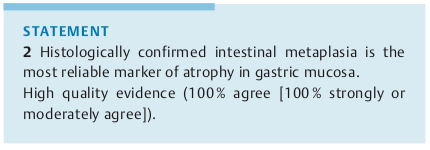 STATEMENT
2 Histologically confirmed intestinal metaplasia is the
most reliable marker of atrophy in gastric mucosa.
High quality evidence (100% agree [100% strongly or
moderately agree]).